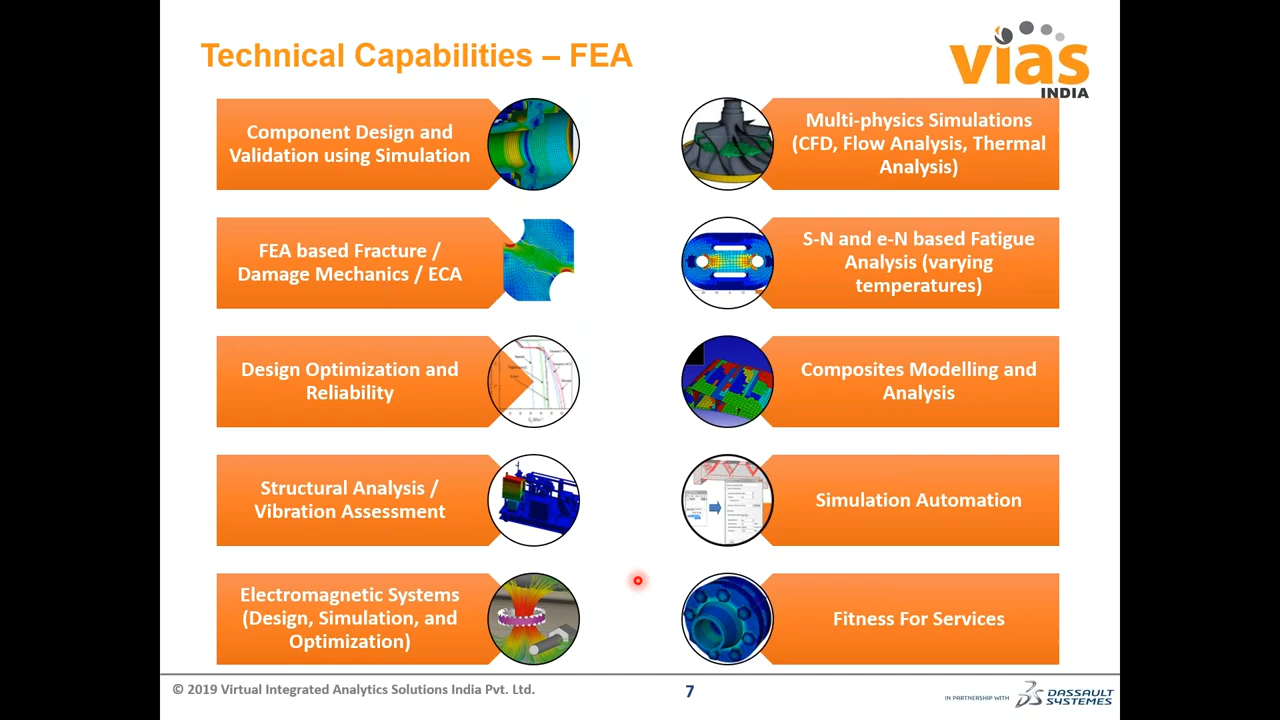 Technical Capabilities – FEA
vias
INDIA
Component Design and
Validation using Simulation
Multi-physics Simulations
(CFD, Flow Analysis, Thermal
Analysis)
FEA based Fracture /
Damage Mechanics / ECA
S-N and e-N based Fatigue
Analysis (varying
temperatures)
Design Optimization and
Reliability
Composites Modelling and
Analysis
Structural Analysis /
Vibration Assessment
Simulation Automation
Electromagnetic Systems
(Design, Simulation, and
Optimization)
Fitness For Services
© 2019 Virtual Integrated Analytics Solutions India Pvt. Ltd.
7
IN PARTNERSHIP WITH
DASSAULT
SYSTEMES